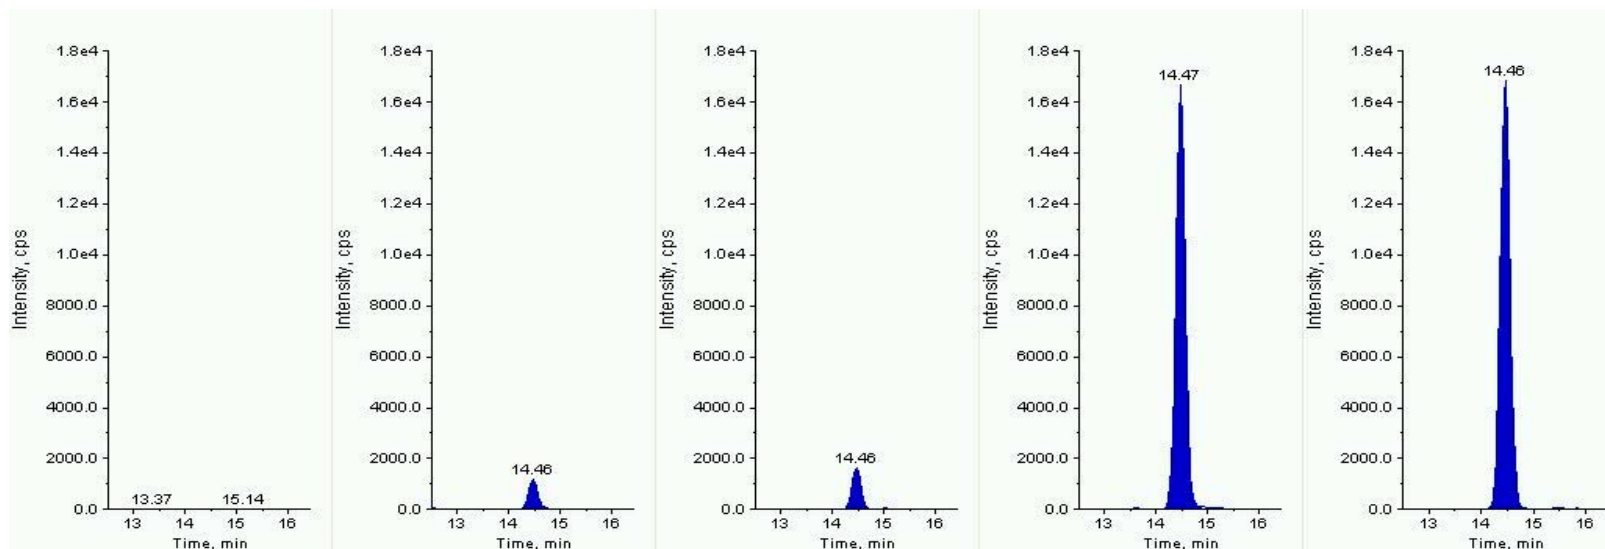 1.8e4
1.6e4
1.4e4
1.2e4
1.0e4
8000.0
6000.0
4000.0
2000.0
0.0
Intensity, cps
13.37
15.14
13 14 15 16
Time, min
1.8e4
1.6e4
1.4e4
1.2e4
1.0e4
8000.0
6000.0
4000.0
2000.0
0.0
Intensity, cps
14.46
13 14 15 16
Time, min
1.8e4
1.6e4
1.4e4
1.2e4
1.0e4
8000.0
6000.0
4000.0
2000.0
0.0
Intensity, cps
14.46
13 14 15 16
Time, min
1.8e4
1.6e4
1.4e4
1.2e4
1.0e4
8000.0
6000.0
4000.0
2000.0
0.0
Intensity, cps
14.47
13 14 15 16
Time, min
1.8e4
1.6e4
1.4e4
1.2e4
1.0e4
8000.0
6000.0
4000.0
2000.0
0.0
Intensity, cps
14.46
13 14 15 16
Time, min